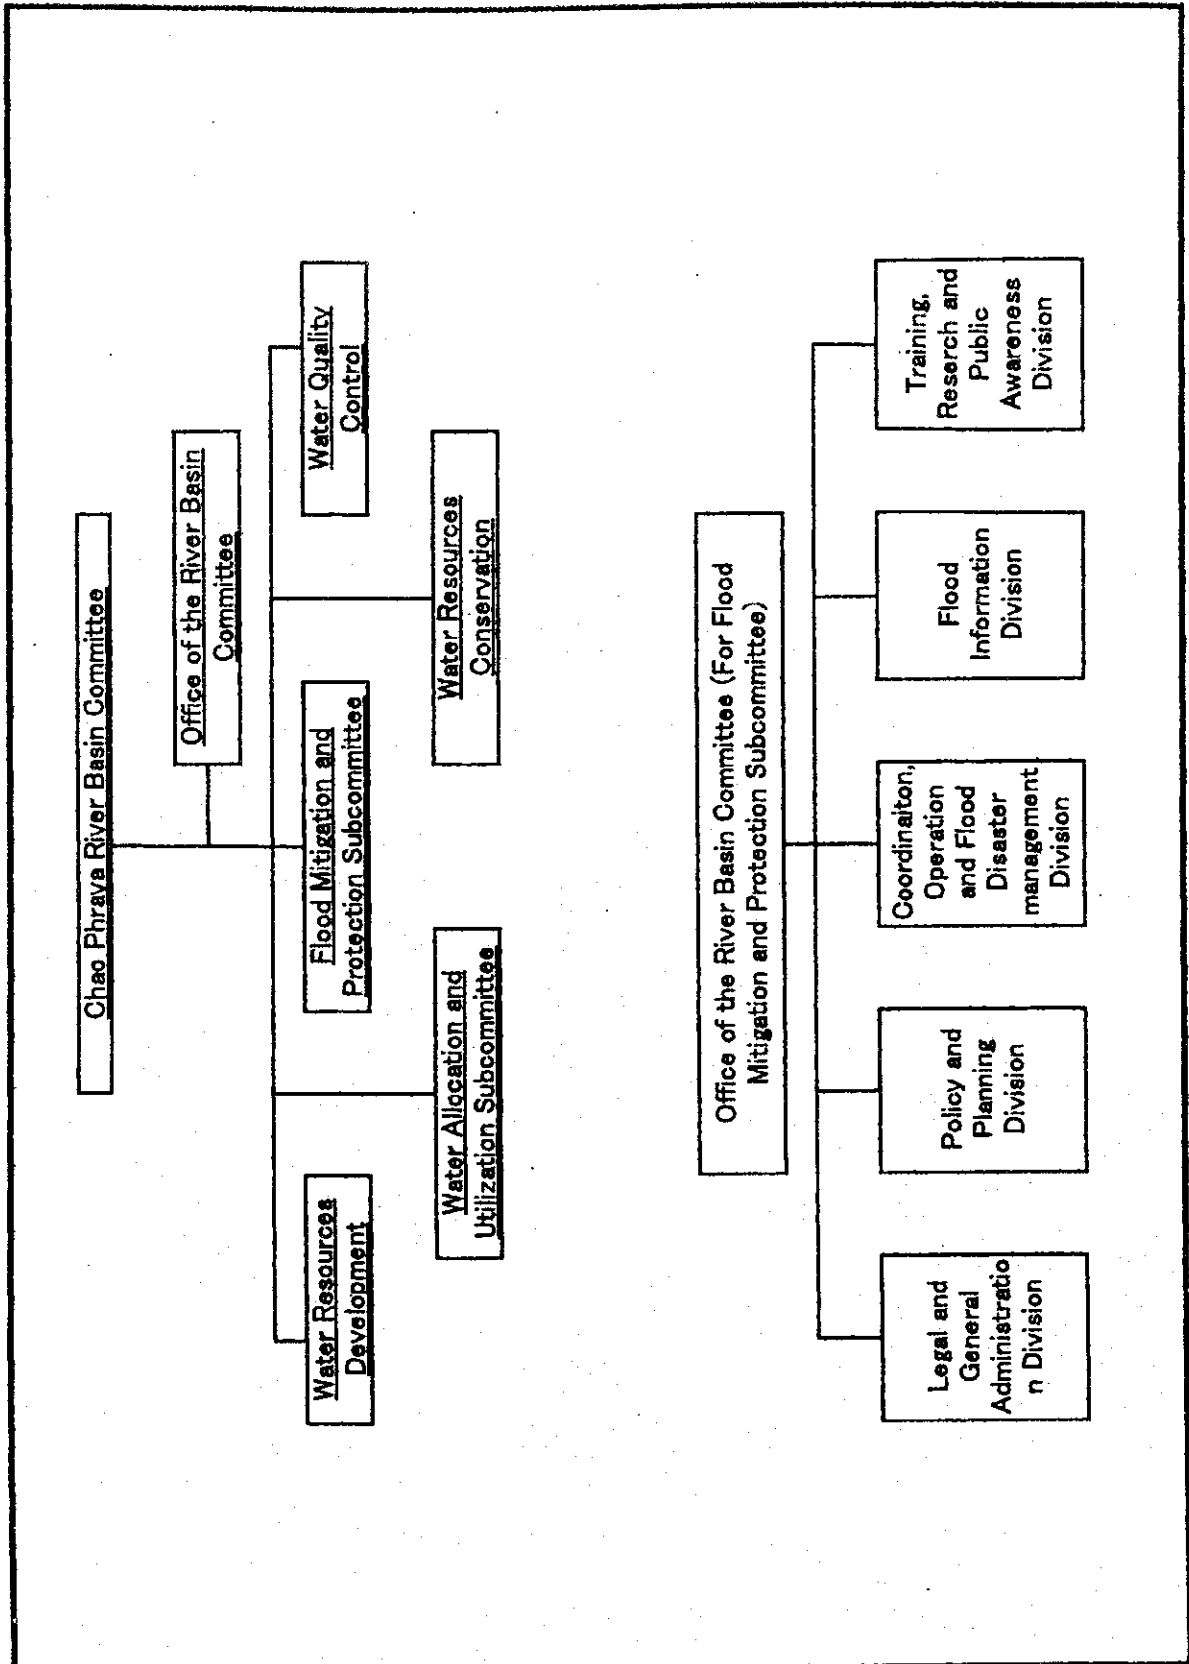 Chao Phraya River Basin Committee
Office of the River Basin
Committee
Water Resources
Development
Flood Mitigation and
Protection Subcommittee
Water Quality
Control
Water Allocation and
Utilization Subcommittee
Water Resources
Conservation
Office of the River Basin Committee (For Flood
Mitigation and Protection Subcommittee)
Legal and
General
Administratio
n Division
Policy and
Planning
Division
Coordinaiton,
Operation
and Flood
Disaster
management
Division
Flood
Information
Division
Training,
Reserch and
Public
Awareness
Division